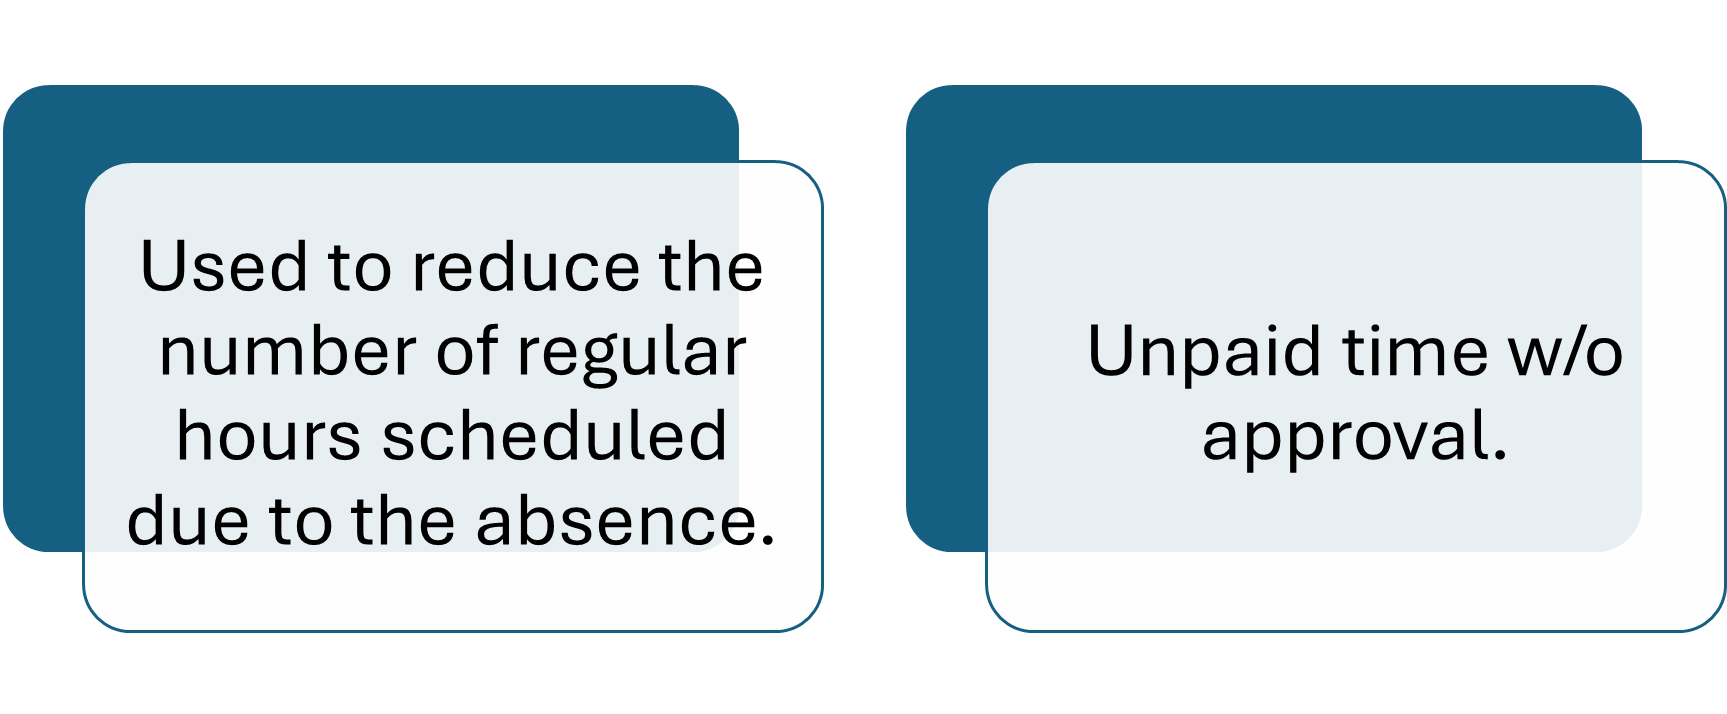 Used to reduce the
number of regular
hours scheduled
due to the absence.
Unpaid time w/o
approval.